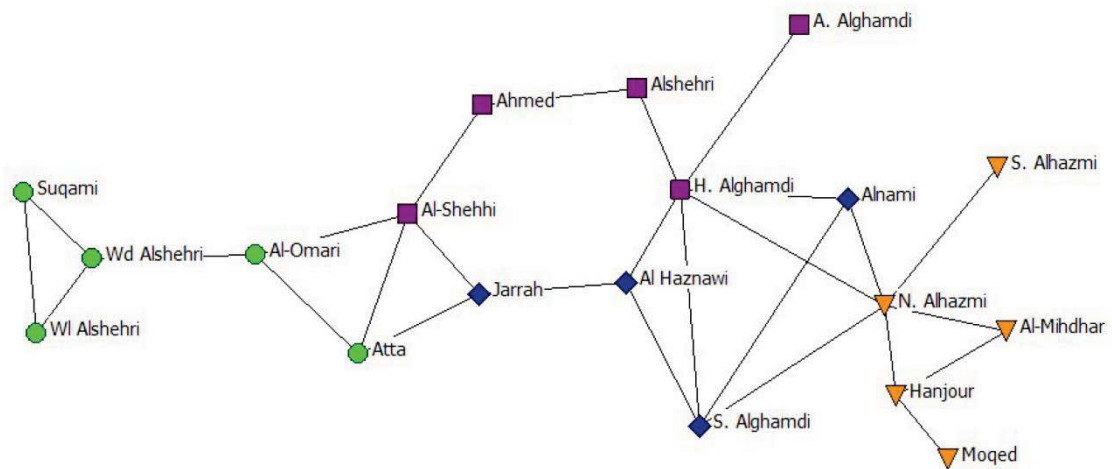 A. Alghamdi
Alshehri
Ahmed
S. Alhazmi
Suqami
H. Alghamdi
Alnami
Al-Shehhi
Wd Alshehri
Al-Omari
Al Haznawi
Jarrah
N. Alhazmi
Al-Mihdhar
Wl Alshehri
Atta
Hanjour
S. Alghamdi
Moqed